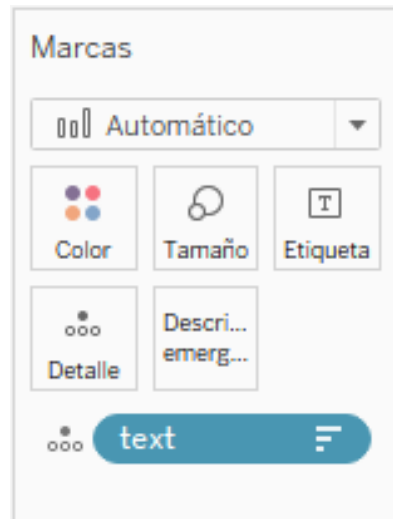 Marcas
Automático
Color
Tamaño
T
Etiqueta
Detalle
Descri...
emerg...
text